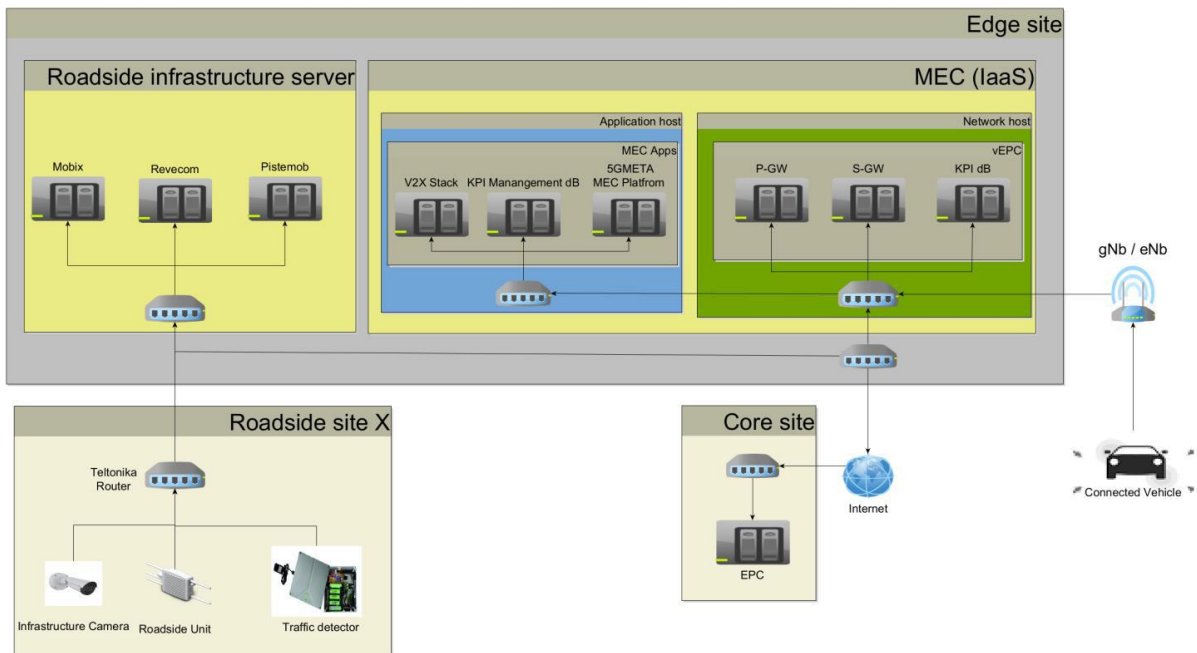 Edge site
Roadside infrastructure server
MEC (IaaS)
Application host
Network host
MEC Apps
vEPC
Mobix
Revecom
Pistemob
V2X Stack
KPI Manangement dB
5GMETA
MEC Platfrom
P-GW
S-GW
KPI dB
gNb / eNb
Roadside site X
Core site
Teltonika
Router
Internet
Connected Vehicle
EPC
Infrastructure Camera
Roadside Unit
Traffic detector